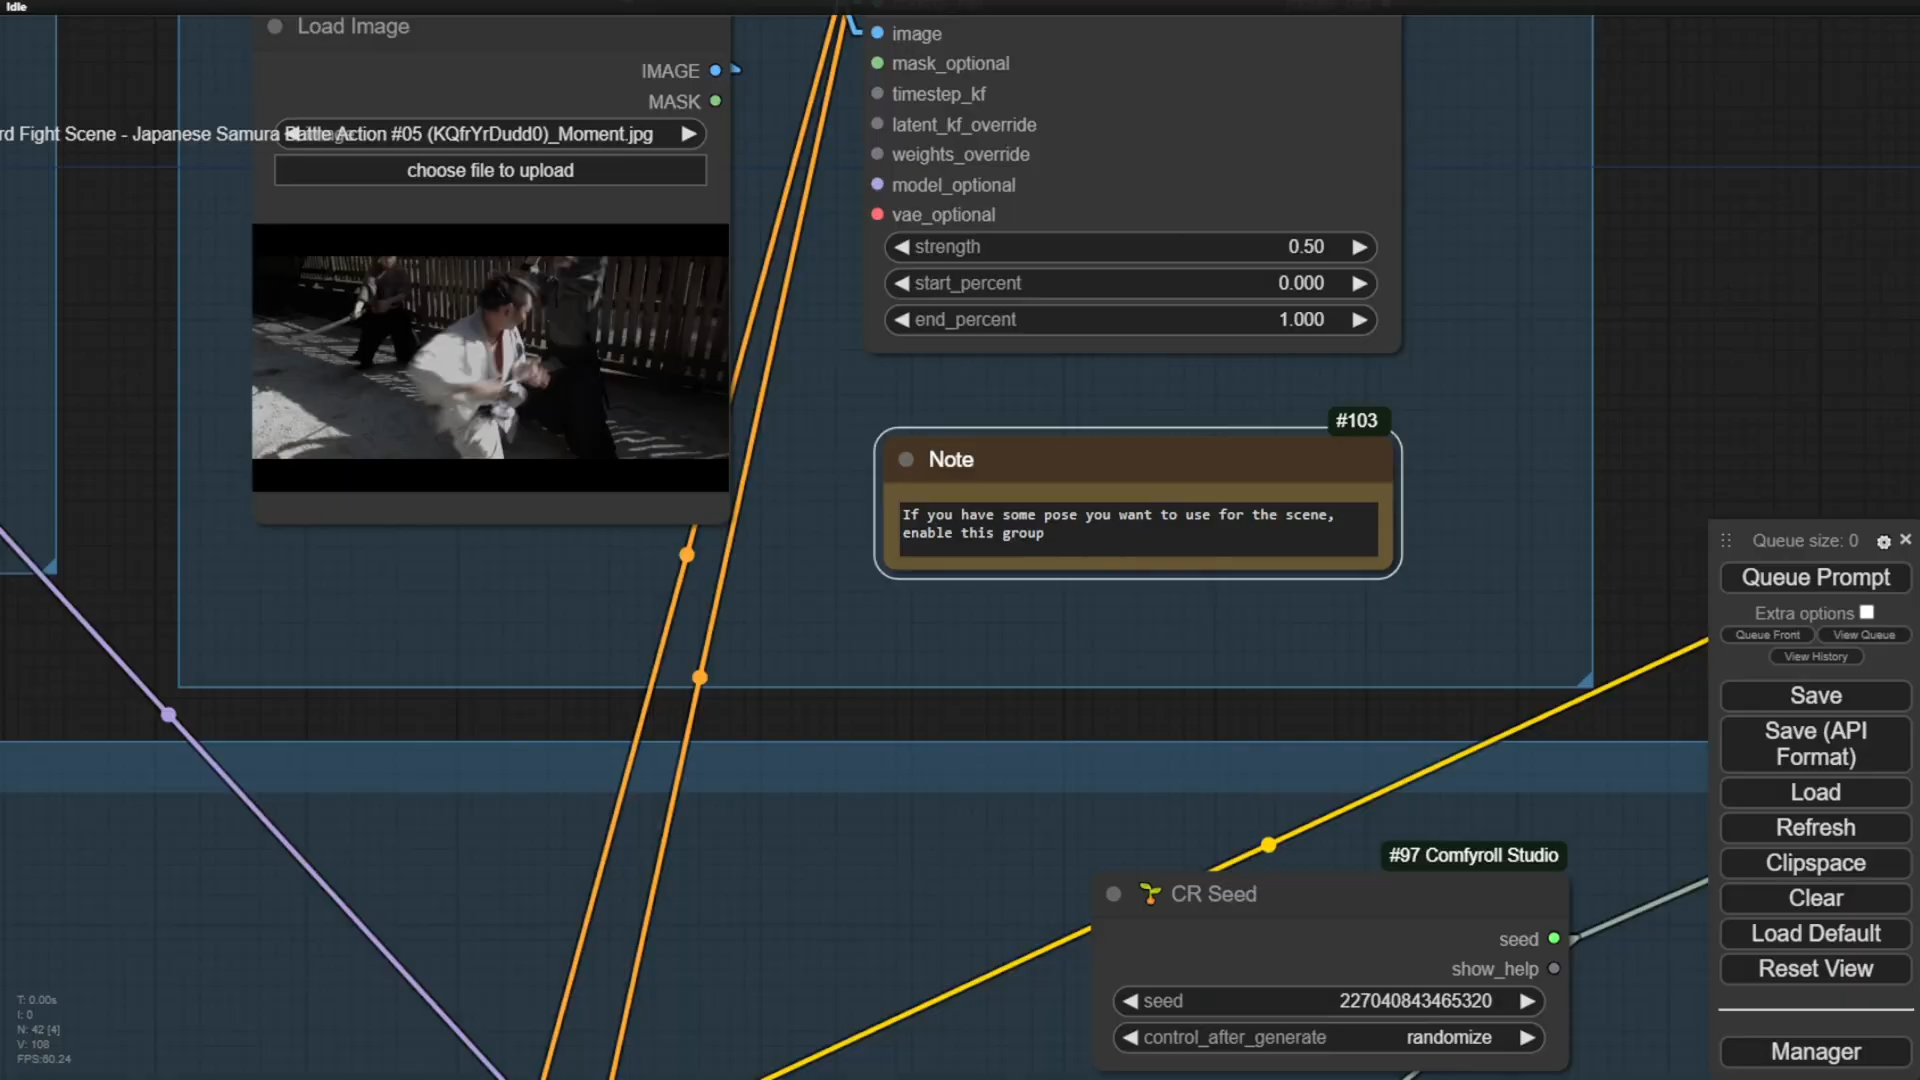 Idle
Load Image
IMAGE
MASK
rd Fight Scene - Japanese Samura Battle Action #05 (KQfrYrDudd0)_Moment.jpg
choose file to upload
image
mask_optional
timestep_kf
latent_kf_override
weights_override
model_optional
vae_optional
strength 0.50
start_percent 0.000
end_percent 1.000
#103
Note
If you have some pose you want to use for the scene,
enable this group
Queue size: 0
Queue Prompt
Extra options
Queue Front View Queue
View History
Save
Save (API
Format)
Load
Refresh
Clipspace
Clear
Load Default
Reset View
Manager
#97 Comfyroll Studio
CR Seed
seed
show_help
seed 227040843465320
control_after_generate randomize
T: 0.00s
I: 0
N: 42 [4]
V: 108
FPS:60.24